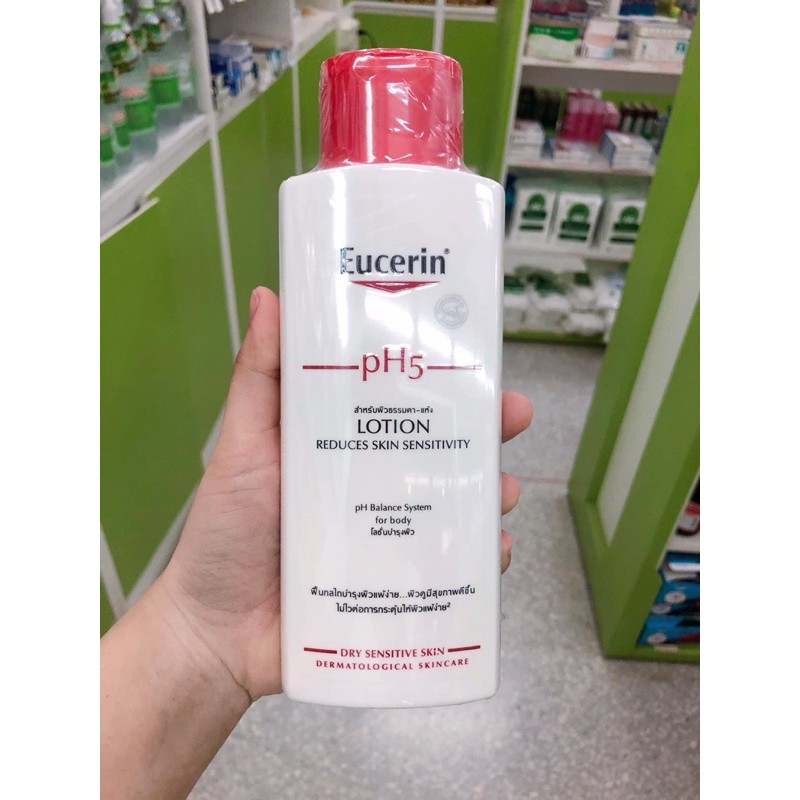 Eucerin®
pH5
สำหรับผิวธรรมดา-แห้ง
LOTION
REDUCES SKIN SENSITIVITY
pH Balance System
for body
โลชั่นบำรุงผิว
ฟื้นกลไกบำรุงผิวแพ้ง่าย...ผิวดูมีสุขภาพดีขึ้น
ไม่ไวต่อการกระตุ้นให้ผิวแพ้ง่าย²
DRY SENSITIVE SKIN
DERMATOLOGICAL SKINCARE